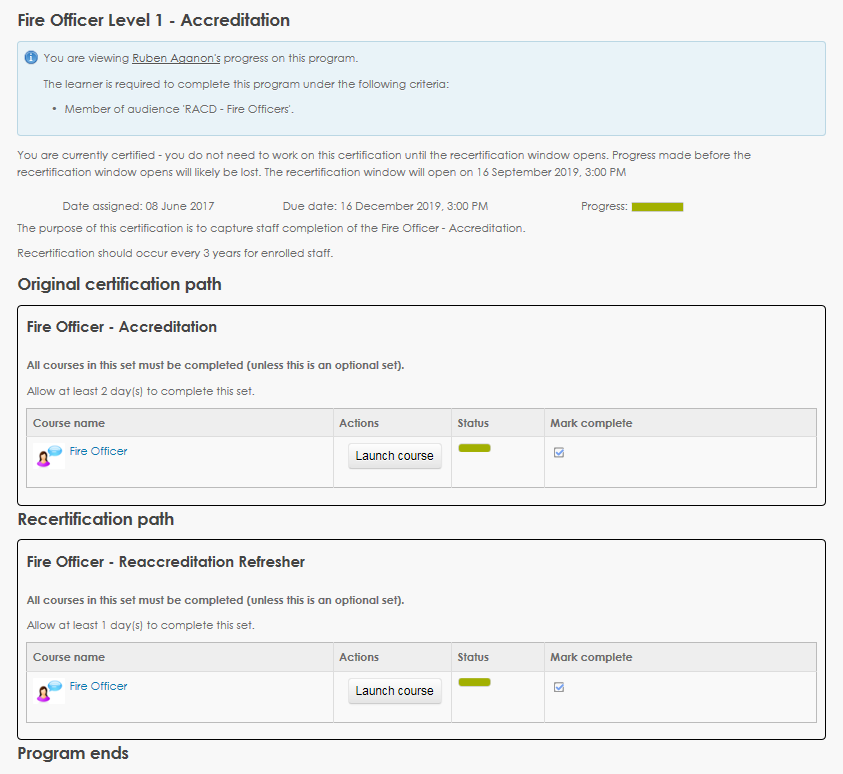 Fire Officer Level 1 - Accreditation
You are viewing Ruben Aganon's progress on this program.
The learner is required to complete this program under the following criteria:
• Member of audience 'RACD - Fire Officers'.
You are currently certified - you do not need to work on this certification until the recertification window opens. Progress made before the
recertification window opens will likely be lost. The recertification window will open on 16 September 2019, 3:00 PM
Date assigned: 08 June 2017 Due date: 16 December 2019, 3:00 PM Progress:
The purpose of this certification is to capture staff completion of the Fire Officer - Accreditation.
Recertification should occur every 3 years for enrolled staff.
Original certification path
Fire Officer - Accreditation
All courses in this set must be completed (unless this is an optional set).
Allow at least 2 day(s) to complete this set.
Course name Actions Status Mark complete
Fire Officer Launch course
Recertification path
Fire Officer - Reaccreditation Refresher
All courses in this set must be completed (unless this is an optional set).
Allow at least 1 day(s) to complete this set.
Course name Actions Status Mark complete
Fire Officer Launch course
Program ends